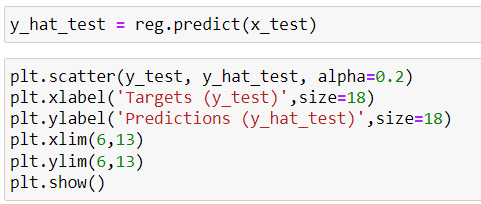 y_hat_test = reg.predict(x_test)
plt.scatter(y_test, y_hat_test, alpha=0.2)
plt.xlabel('Targets (y_test)',size=18)
plt.ylabel('Predictions (y_hat_test)',size=18)
plt.xlim(6,13)
plt.ylim(6,13)
plt.show()